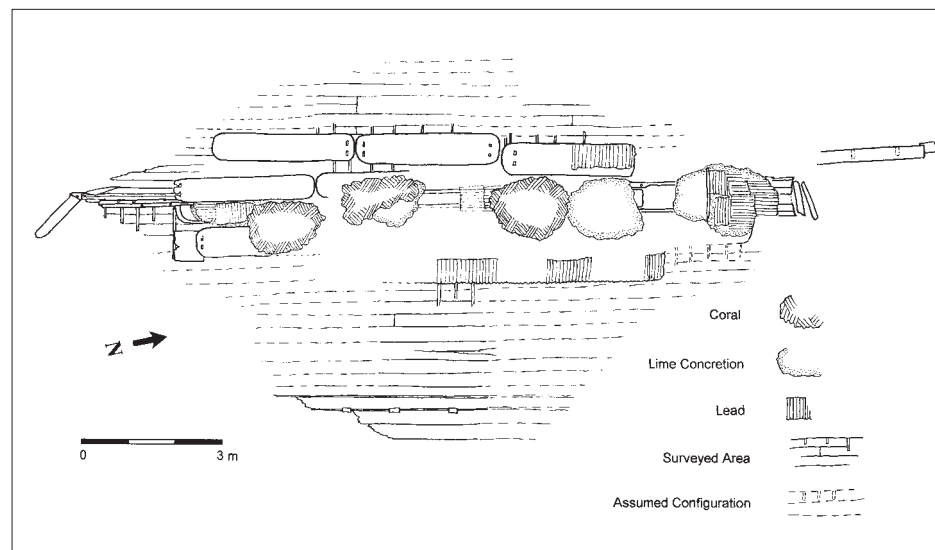 Coral
Lime Concretion
N
Lead
0 3 m
Surveyed Area
Assumed Configuration